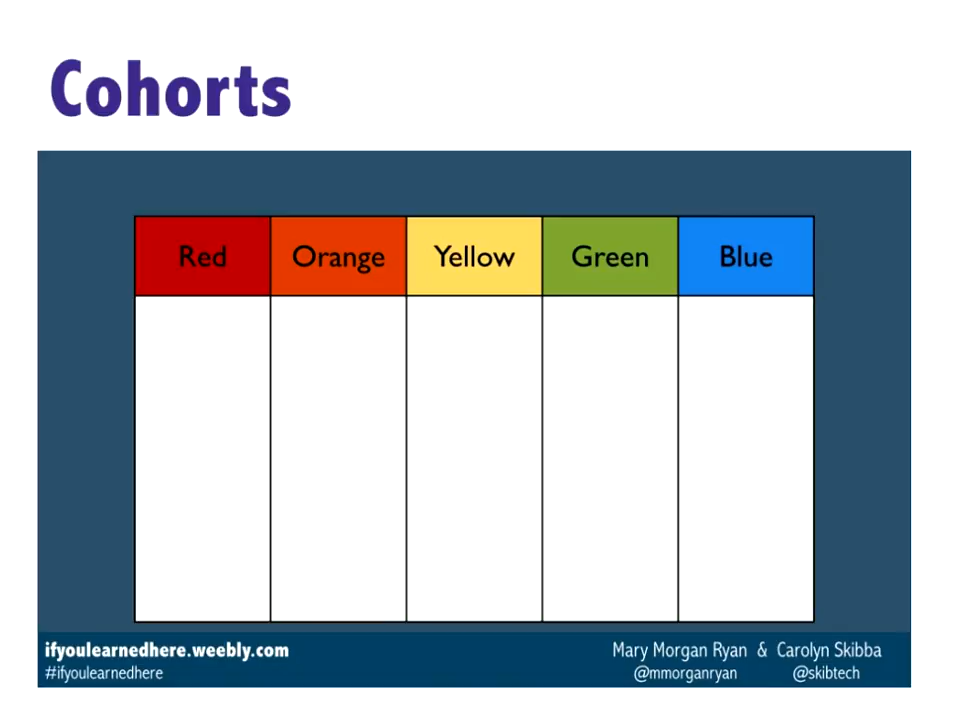 Cohorts
Red Orange Yellow Green Blue
ifyoulearnedhere.weebly.com
#ifyoulearnedhere
Mary Morgan Ryan & Carolyn Skibba
@mmorganryan @skibtech